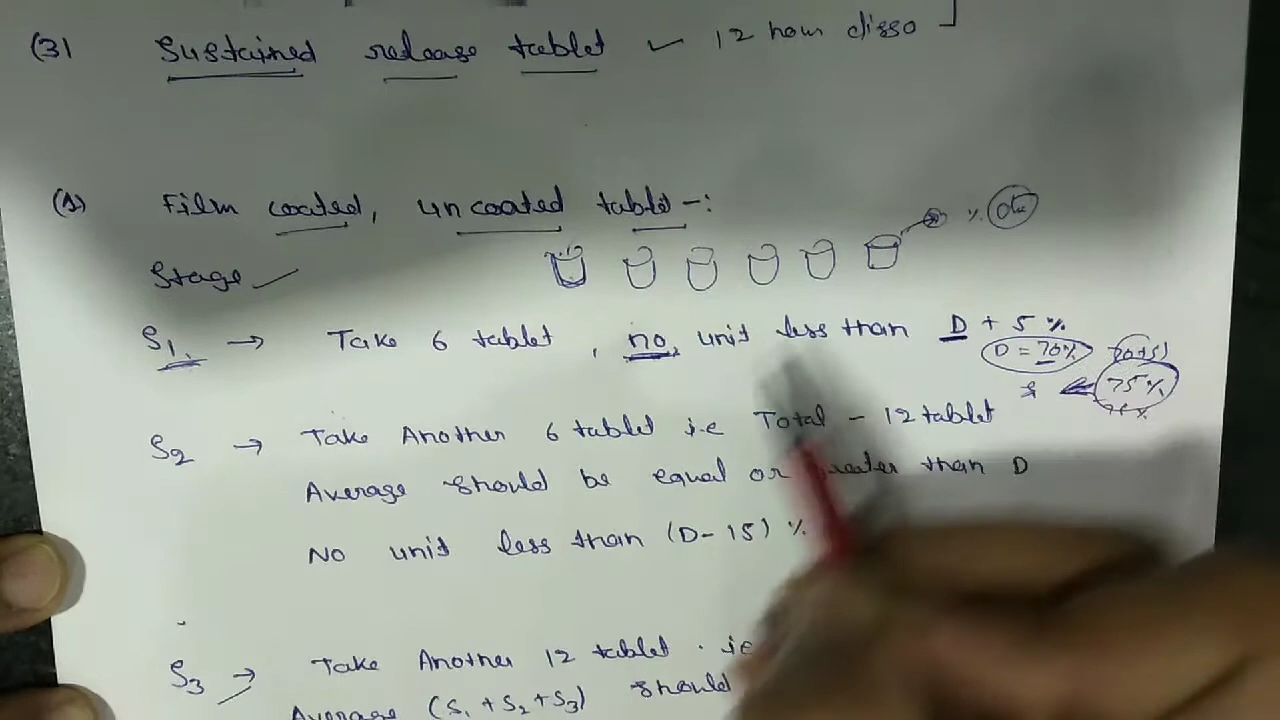 (3) Sustained release tablet ✓ 12 hour disso ]
(A) Film coated, uncoated tablet -:
Stage ✓ %
S1. → Take 6 tablet, no, unit less than D + 5 %
D = 70%
75%
S2 → Take Another 6 tablet i.e Total - 12 tablet
Average should be equal or greater than D
No unit less than (D-15) %
S3 → Take Another 12 tablet . i.e
Average (S1 + S2 + S3) should